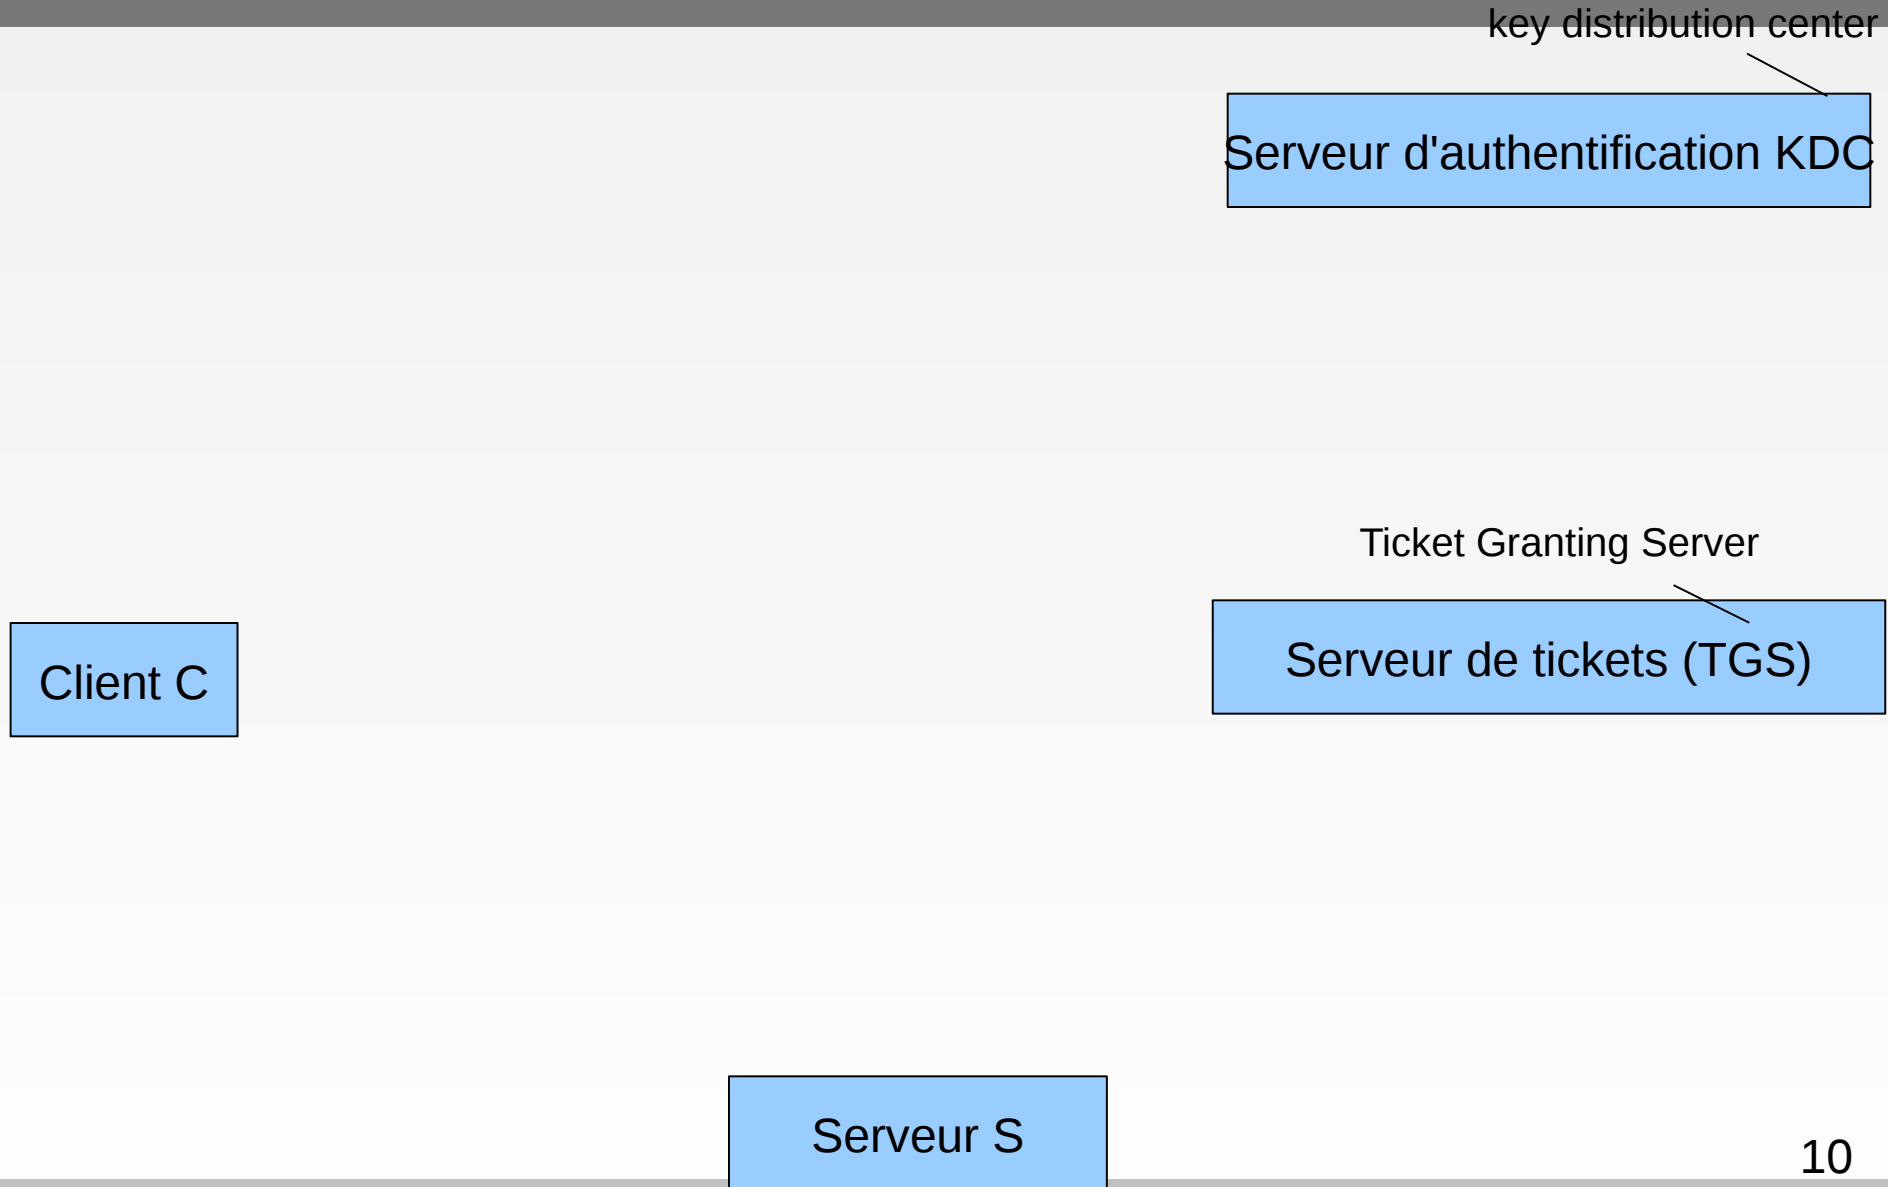 key distribution center
Serveur d'authentification KDC
Ticket Granting Server
Serveur de tickets (TGS)
Client C
Serveur S
10